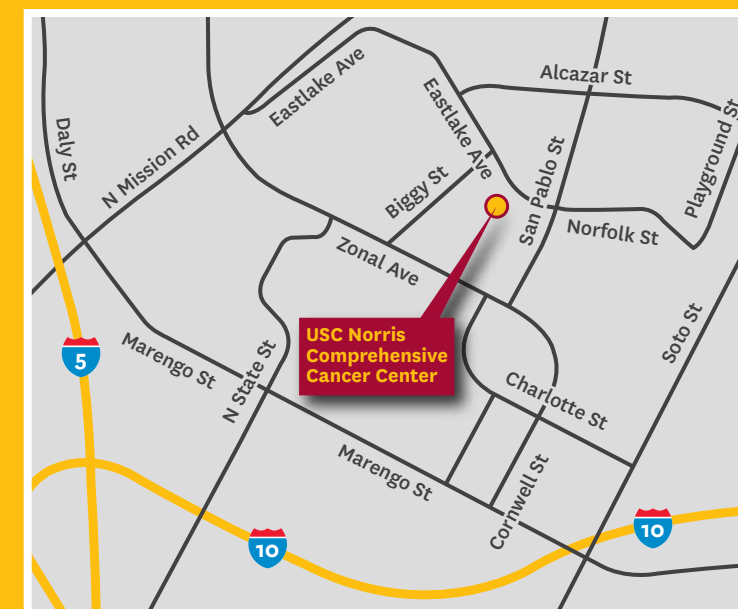 Eastlake Ave
Alcazar St
Eastlake Ave
Playground St
Daly St
N Mission Rd
Biggy St
San Pablo St
Norfolk St
Zonal Ave
USC Norris
Comprehensive
Cancer Center
Soto St
5
Marengo St
N State St
Charlotte St
Marengo St
Cornwell St
10
10